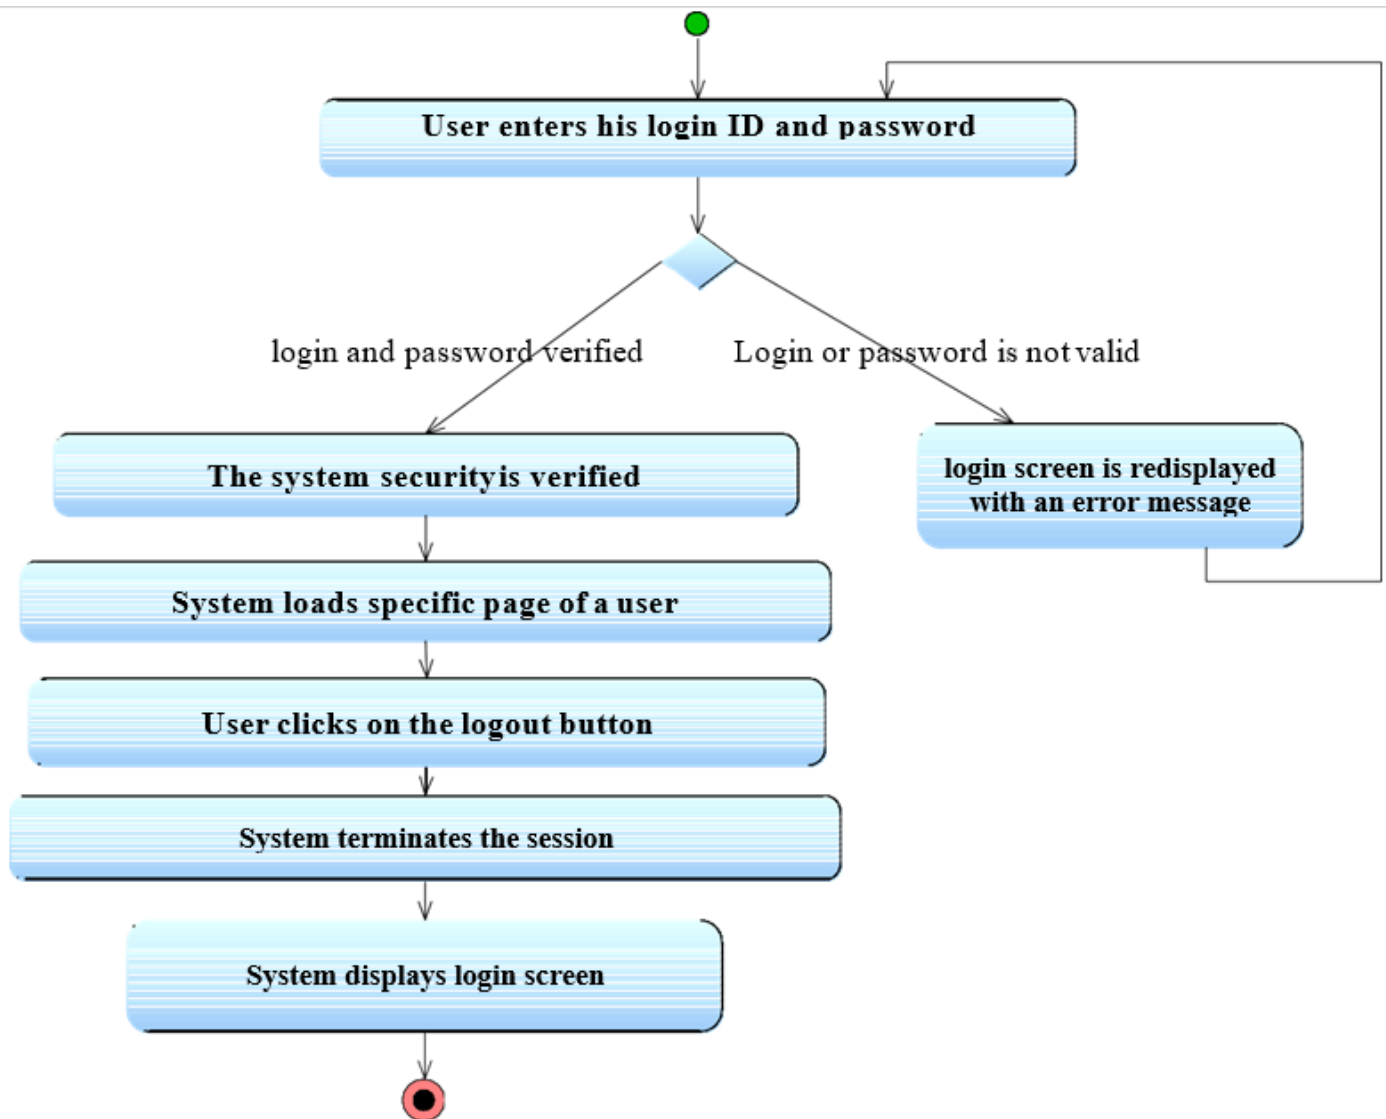 User enters his login ID and password
login and password verified
Login or password is not valid
The system security is verified
login screen is redisplayed
with an error message
System loads specific page of a user
User clicks on the logout button
System terminates the session
System displays login screen